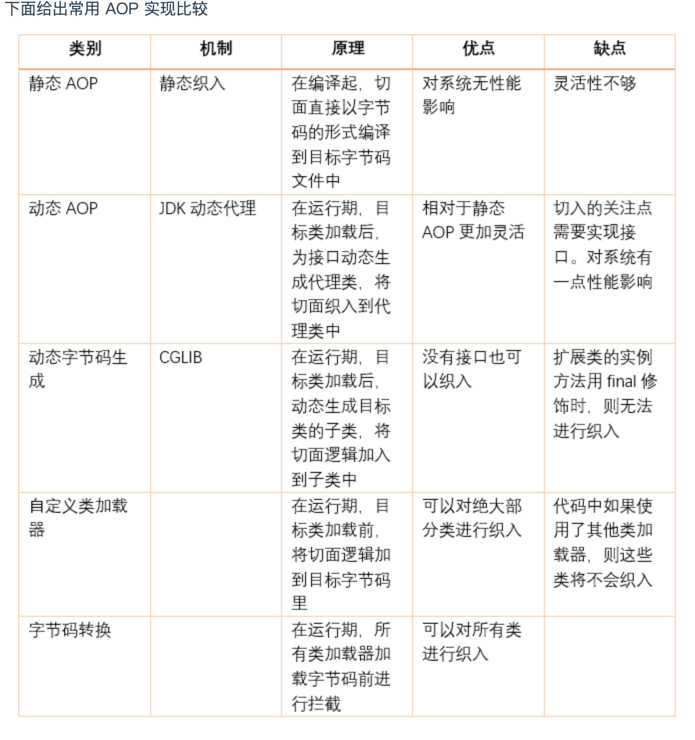 下面给出常用 AOP 实现比较
类别 机制 原理 优点 缺点
静态 AOP 静态织入 在编译起，切 对系统无性能 灵活性不够
面直接以字节 影响
码的形式编译
到目标字节码
文件中
动态 AOP JDK 动态代理 在运行期，目 相对于静态 切入的关注点
标类加载后， AOP 更加灵活 需要实现接
为接口动态生 口。对系统有
成代理类，将 一点性能影响
切面织入到代
理类中
动态字节码生 CGLIB 在运行期，目 没有接口也可 扩展类的实例
成 标类加载后， 以织入 方法用 final 修
动态生成目标 饰时，则无法
类的子类，将 进行织入
切面逻辑加入
到子类中
自定义类加载 在运行期，目 可以对绝大部 代码中如果使
器 标类加载前， 分类进行织入 用了其他类加
将切面逻辑加 载器，则这些
到目标字节码 类将不会织入
里
字节码转换 在运行期，所 可以对所有类
有类加载器加 进行织入
载字节码前进
行拦截